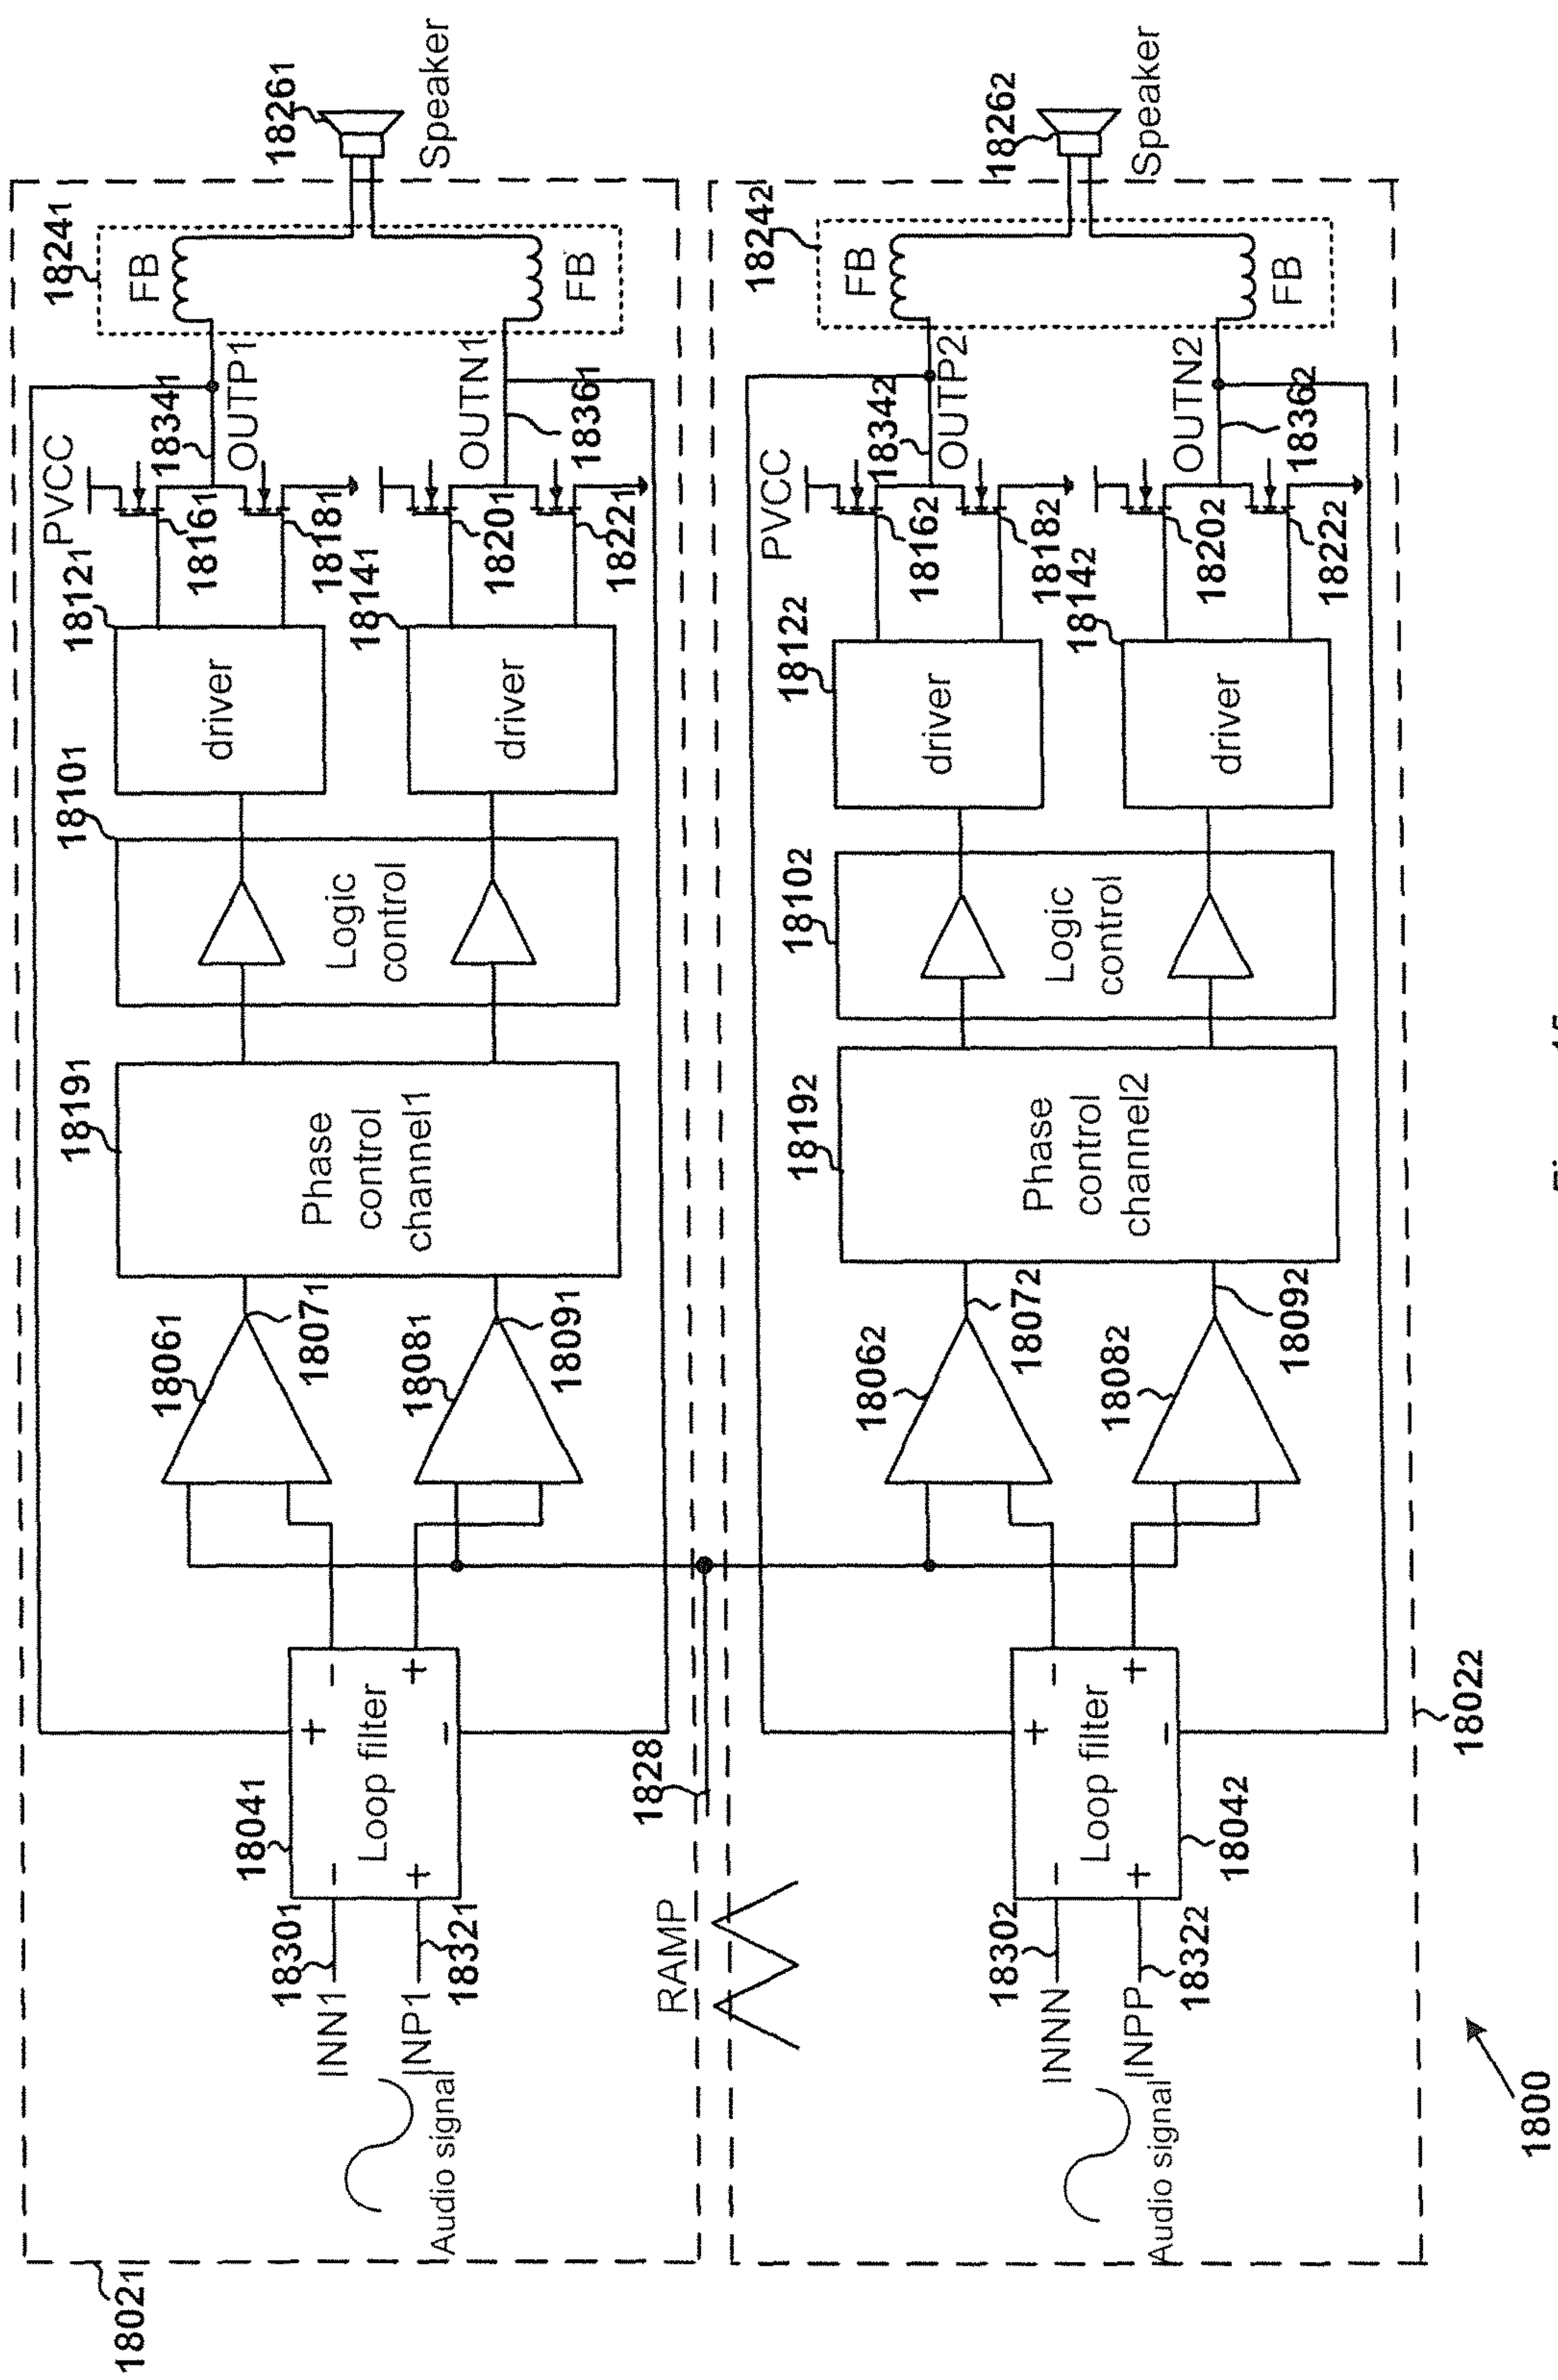 1802₁
Audio signal
INN1
INP1
1830₁
1832₁
1804₁
Loop filter
−
+
+
−
−
+
1806₁
1807₁
1808₁
1809₁
1819₁
Phase
control
channel1
1810₁
Logic
control
1812₁
driver
1814₁
driver
PVCC
1816₁
1818₁
1820₁
1822₁
1834₁
OUTP1
OUTN1
1836₁
1824₁
FB
FB
1826₁
Speaker
RAMP
1828
Audio signal
INNN
INPP
1830₂
1832₂
1804₂
Loop filter
−
+
+
−
−
+
1806₂
1807₂
1808₂
1809₂
1819₂
Phase
control
channel2
1810₂
Logic
control
1812₂
driver
1814₂
driver
PVCC
1816₂
1818₂
1820₂
1822₂
1834₂
OUTP2
OUTN2
1836₂
1824₂
FB
FB
1826₂
Speaker
1802₂
1800